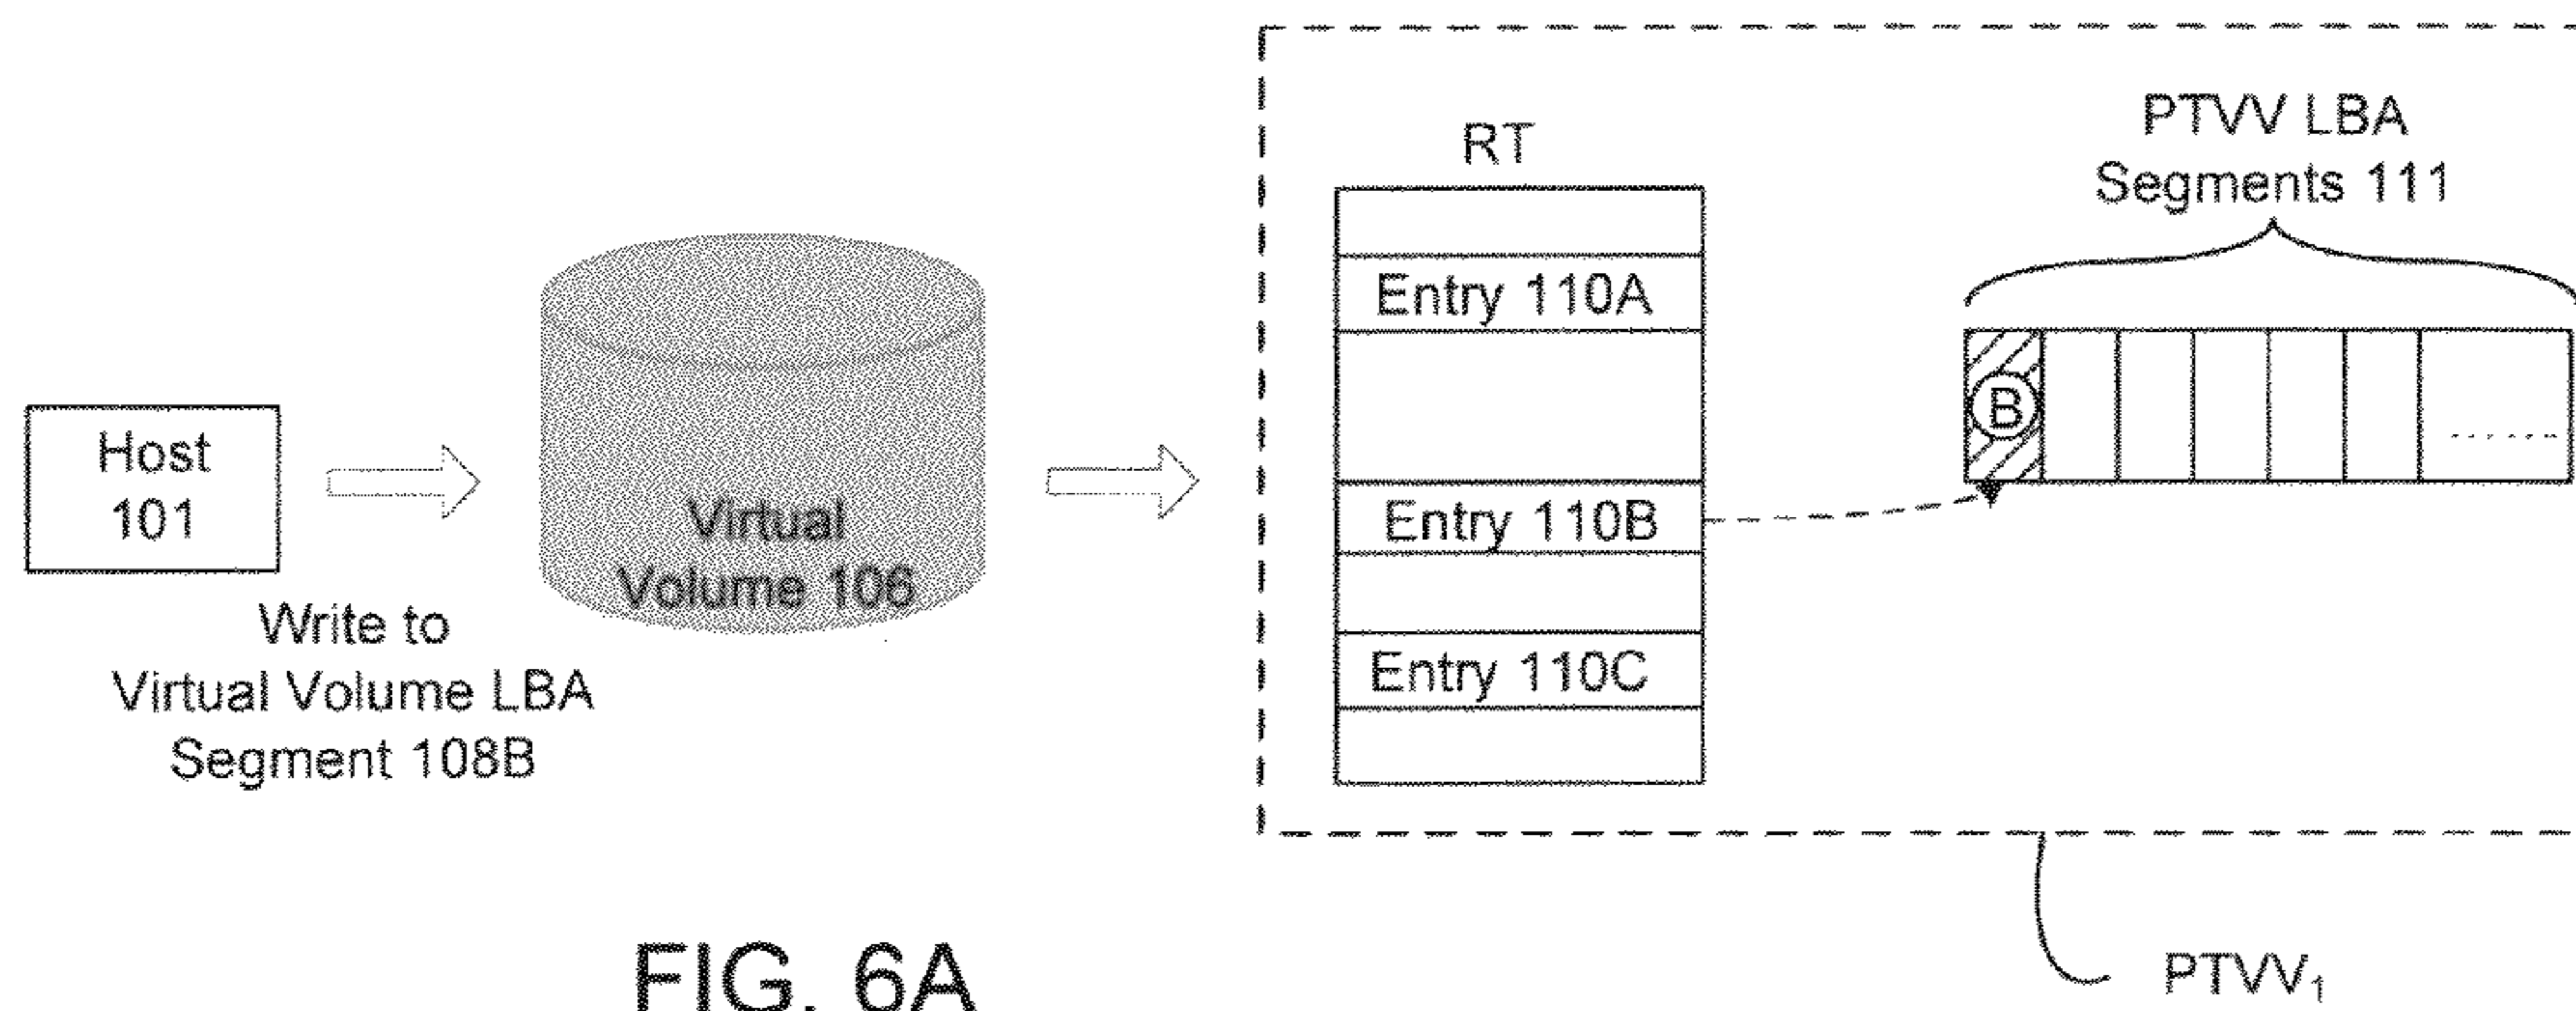 Host
101
Write to
Virtual Volume LBA
Segment 108B
Virtual
Volume 106
RT
Entry 110A
Entry 110B
Entry 110C
PTVV LBA
Segments 111
B
........
PTVV₁
FIG. 6A